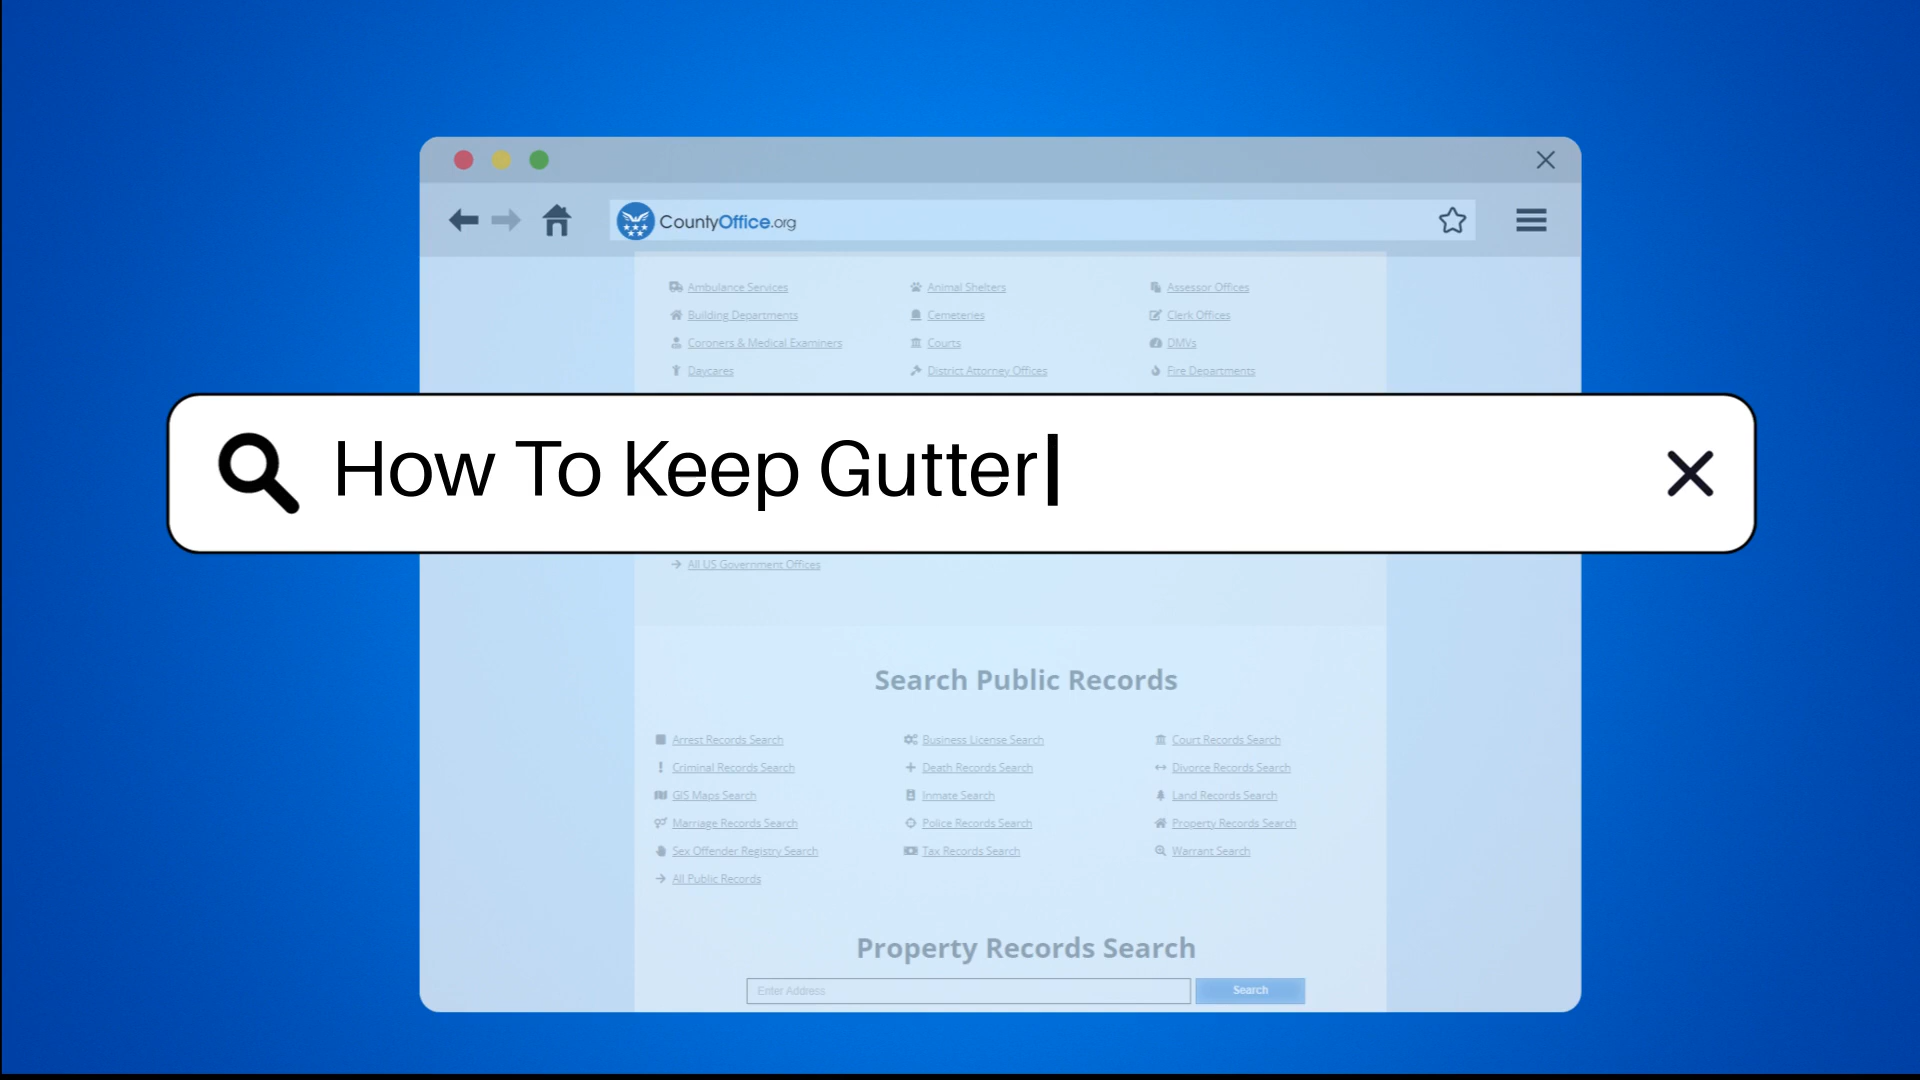 CountyOffice.org
Ambulance Services Animal Shelters Assessor Offices
Building Departments Cemeteries Clerk Offices
Coroners & Medical Examiners Courts DMVs
Daycares District Attorney Offices Fire Departments
How To Keep Gutter
All US Government Offices
Search Public Records
Arrest Records Search Business License Search Court Records Search
Criminal Records Search Death Records Search Divorce Records Search
GIS Maps Search Inmate Search Land Records Search
Marriage Records Search Police Records Search Property Records Search
Sex Offender Registry Search Tax Records Search Warrant Search
All Public Records
Property Records Search
Enter Address Search